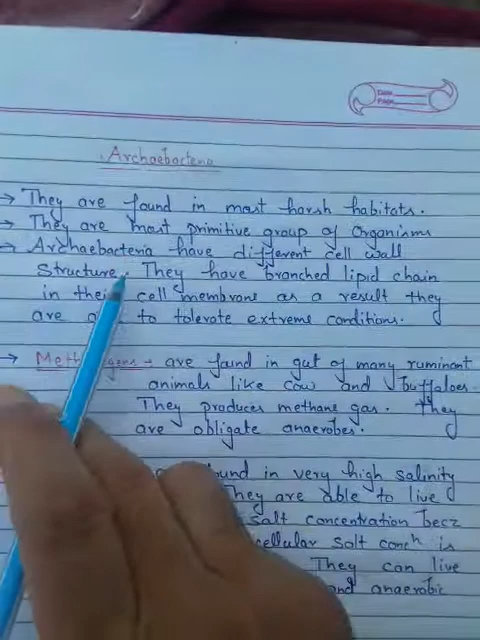 Date
Page
Archaebacteria
→ They are found in most harsh habitats.
→ They are most primitive group of Organisms
→ Archaebacteria have different cell wall
Structure. They have branched lipid chain
in their cell membrane as a result they
are to tolerate extreme conditions.
→ are found in gut of many ruminant
animals like cow and buffaloes.
They produces methane gas. They
are obligate anaerobes.
found in very high salinity
They are able to live
salt concentration becz
cellular salt concⁿ is
They can live
and anaerobic